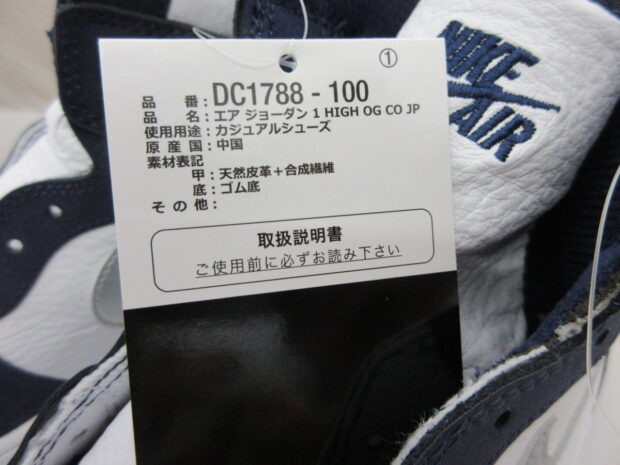 ①
品番：DC1788-100
品名：エア ジョーダン 1 HIGH OG CO JP
使用用途：カジュアルシューズ
原産国：中国
素材表記
甲：天然皮革＋合成繊維
底：ゴム底
その他：
取扱説明書
ご使用前に必ずお読み下さい
NIKE
AIR